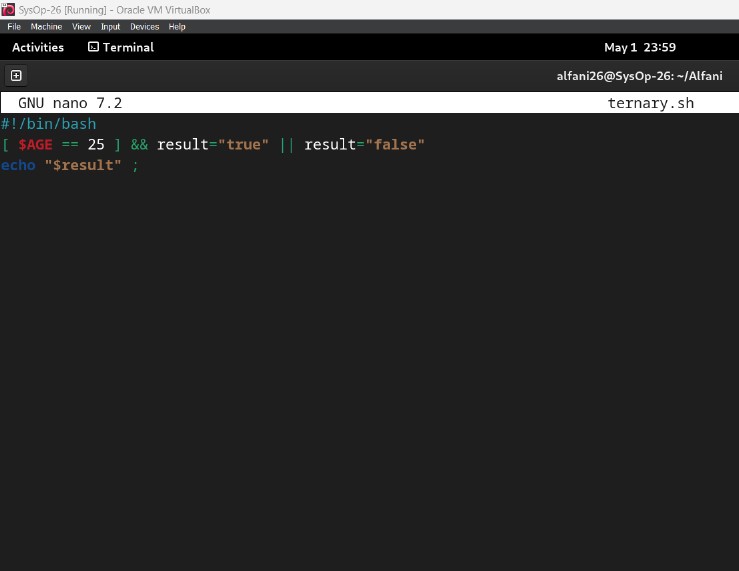 SysOp-26 [Running] - Oracle VM VirtualBox
File Machine View Input Devices Help
Activities Terminal May 1 23:59
alfani26@SysOp-26: ~/Alfani
GNU nano 7.2 ternary.sh
#!/bin/bash
[ $AGE == 25 ] && result="true" || result="false"
echo "$result" ;